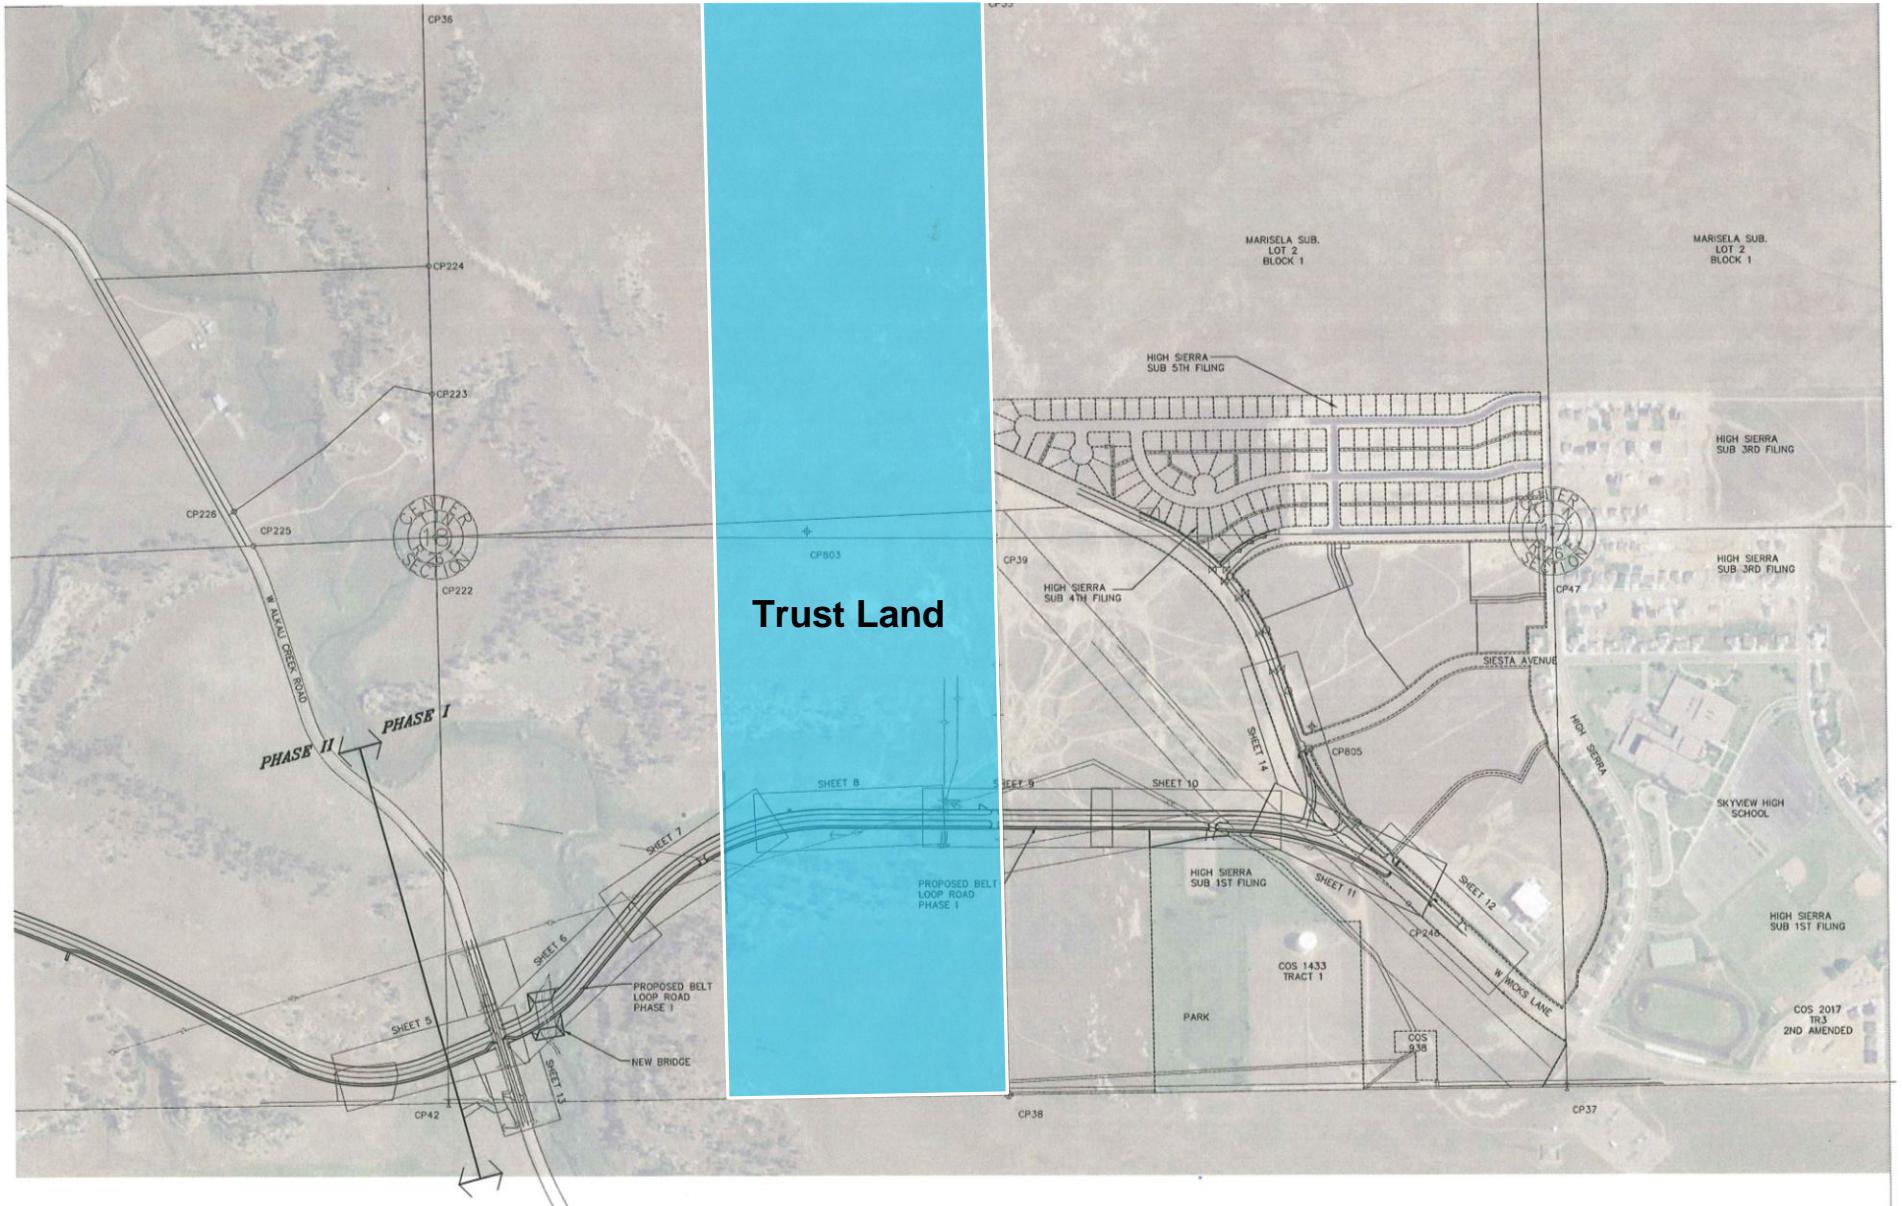 CP36
MARISELA SUB.
LOT 2
BLOCK 1
MARISELA SUB.
LOT 2
BLOCK 1
CP224
HIGH SIERRA
SUB 5TH FILING
CP223
HIGH SIERRA
SUB 3RD FILING
CP226
CP225
CENTER
18
SECTION
CP803
CP39
HIGH SIERRA
SUB 4TH FILING
HIGH SIERRA
SUB 3RD FILING
17
26
SECTION
CP47
CP222
Trust Land
W ALKALI CREEK ROAD
SIESTA AVENUE
PHASE II
PHASE I
SHEET 14
CP805
HIGH SIERRA
SKYVIEW HIGH
SCHOOL
SHEET 8
SHEET 9
SHEET 10
SHEET 7
PROPOSED BELT
LOOP ROAD
PHASE I
HIGH SIERRA
SUB 1ST FILING
SHEET 11
SHEET 12
CP246
HIGH SIERRA
SUB 1ST FILING
SHEET 6
COS 1433
TRACT 1
W WICKS LANE
PROPOSED BELT
LOOP ROAD
PHASE I
SHEET 5
PARK
COS
938
COS 2017
TR3
2ND AMENDED
NEW BRIDGE
SHEET 13
CP42
CP38
CP37